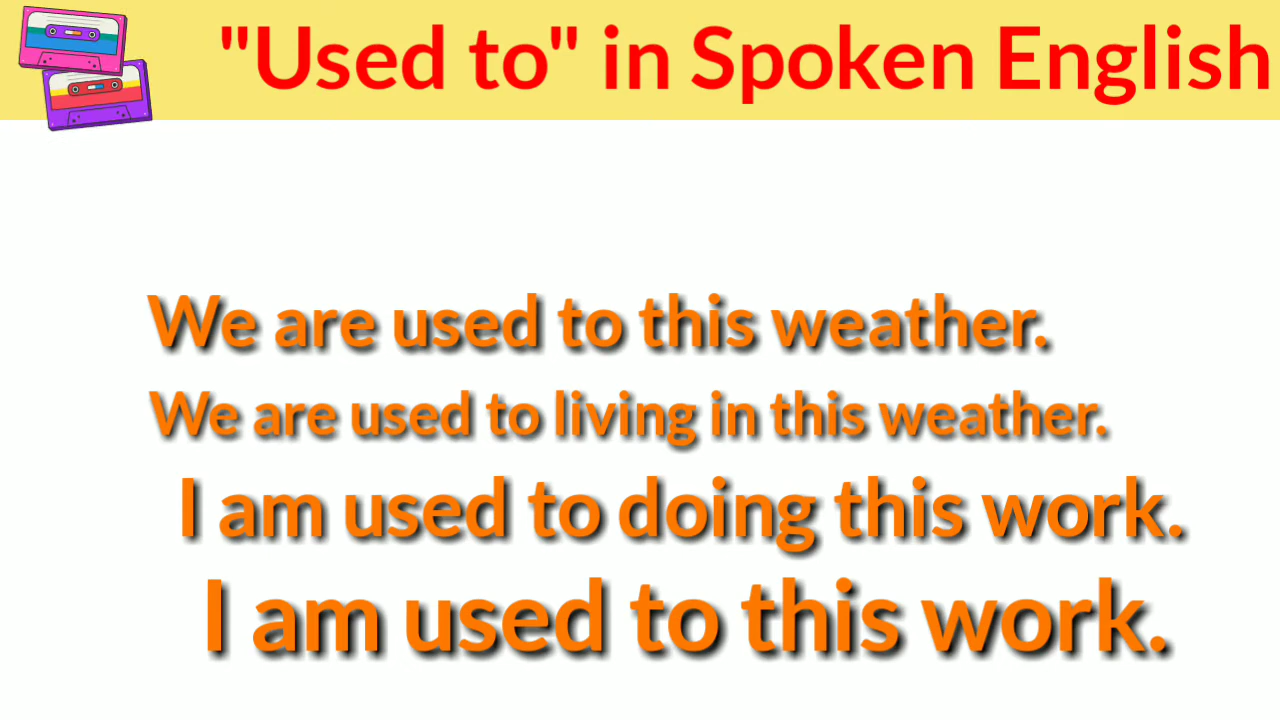 "Used to" in Spoken English
We are used to this weather.
We are used to living in this weather.
I am used to doing this work.
I am used to this work.